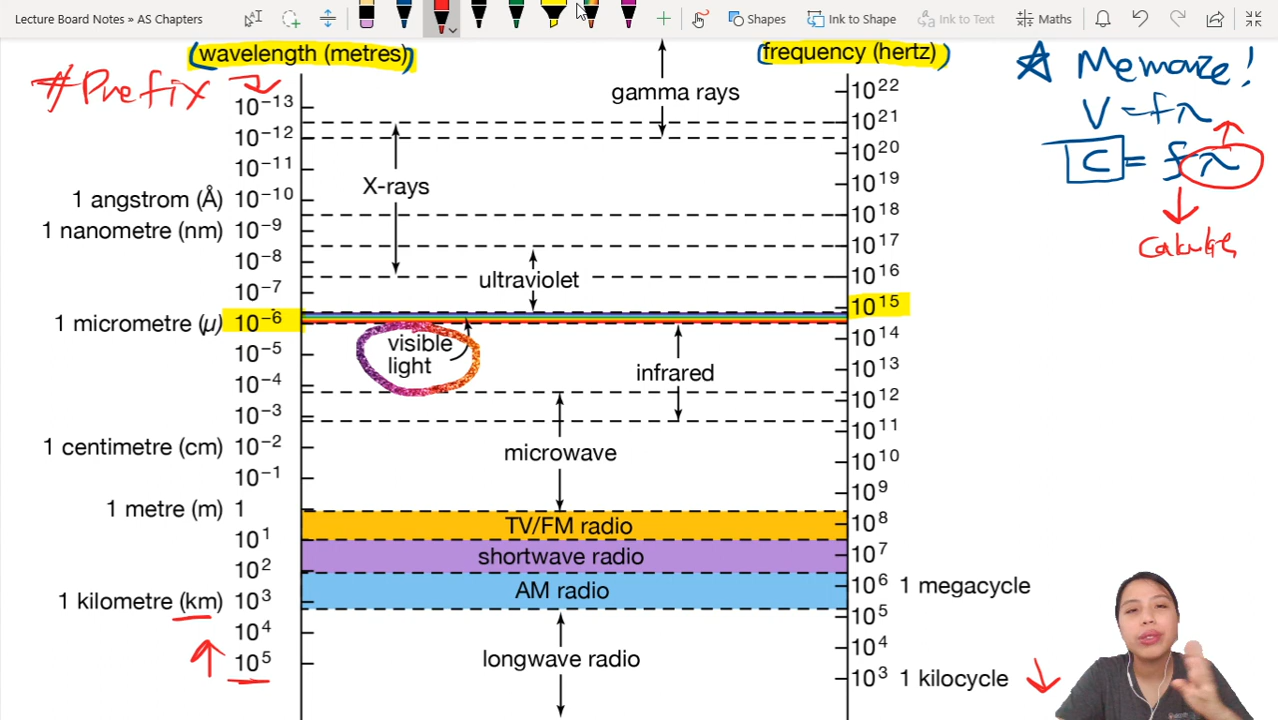 Lecture Board Notes » AS Chapters
Shapes
Ink to Shape
Ink to Text
Maths
wavelength (metres)
frequency (hertz)
# Prefix
Memorize!
V = fλ
C = fλ
Calculate
10⁻¹³
10⁻¹²
10⁻¹¹
1 angstrom (Å) 10⁻¹⁰
1 nanometre (nm) 10⁻⁹
10⁻⁸
10⁻⁷
1 micrometre (μ) 10⁻⁶
10⁻⁵
10⁻⁴
10⁻³
1 centimetre (cm) 10⁻²
10⁻¹
1 metre (m) 1
10¹
10²
1 kilometre (km) 10³
10⁴
10⁵
gamma rays
X-rays
ultraviolet
visible
light
infrared
microwave
TV/FM radio
shortwave radio
AM radio
longwave radio
10²²
10²¹
10²⁰
10¹⁹
10¹⁸
10¹⁷
10¹⁶
10¹⁵
10¹⁴
10¹³
10¹²
10¹¹
10¹⁰
10⁹
10⁸
10⁷
10⁶ 1 megacycle
10⁵
10⁴
10³ 1 kilocycle